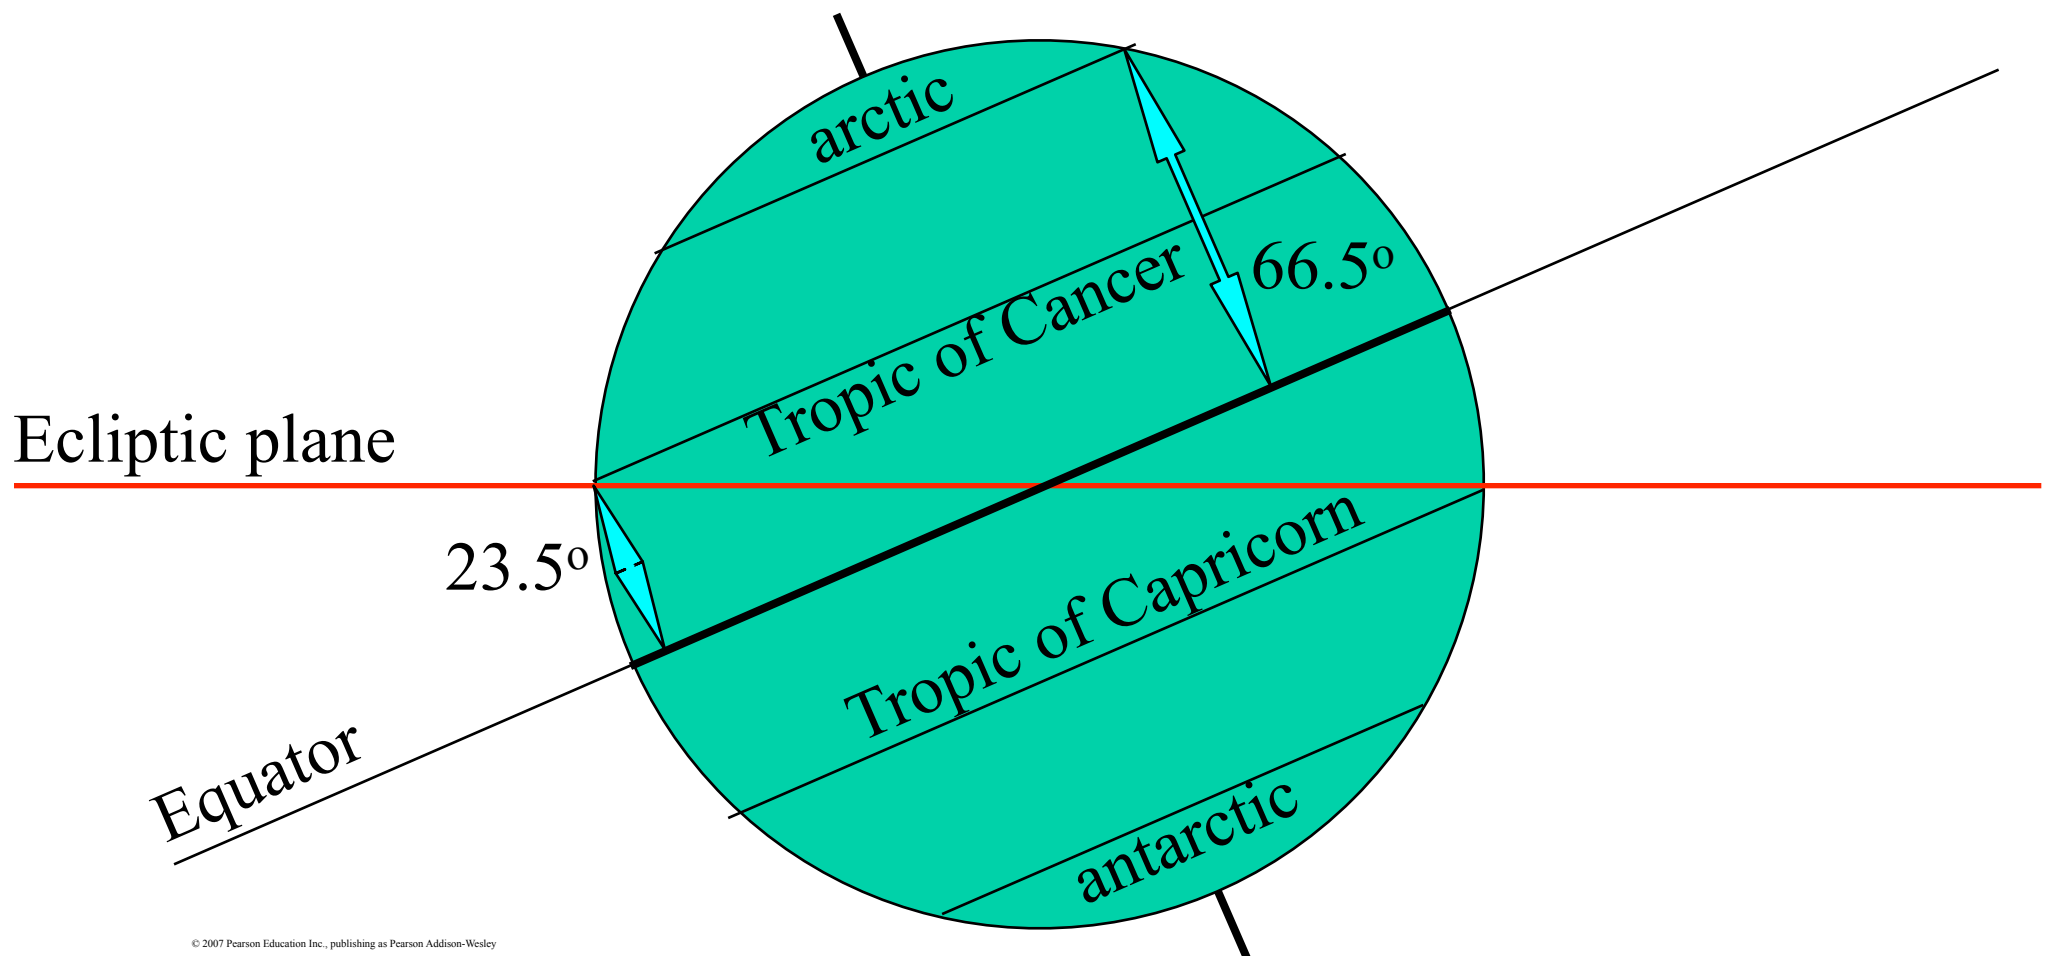 arctic
Tropic of Cancer
66.5º
Ecliptic plane
23.5º
Tropic of Capricorn
Equator
antarctic
© 2007 Pearson Education Inc., publishing as Pearson Addison-Wesley